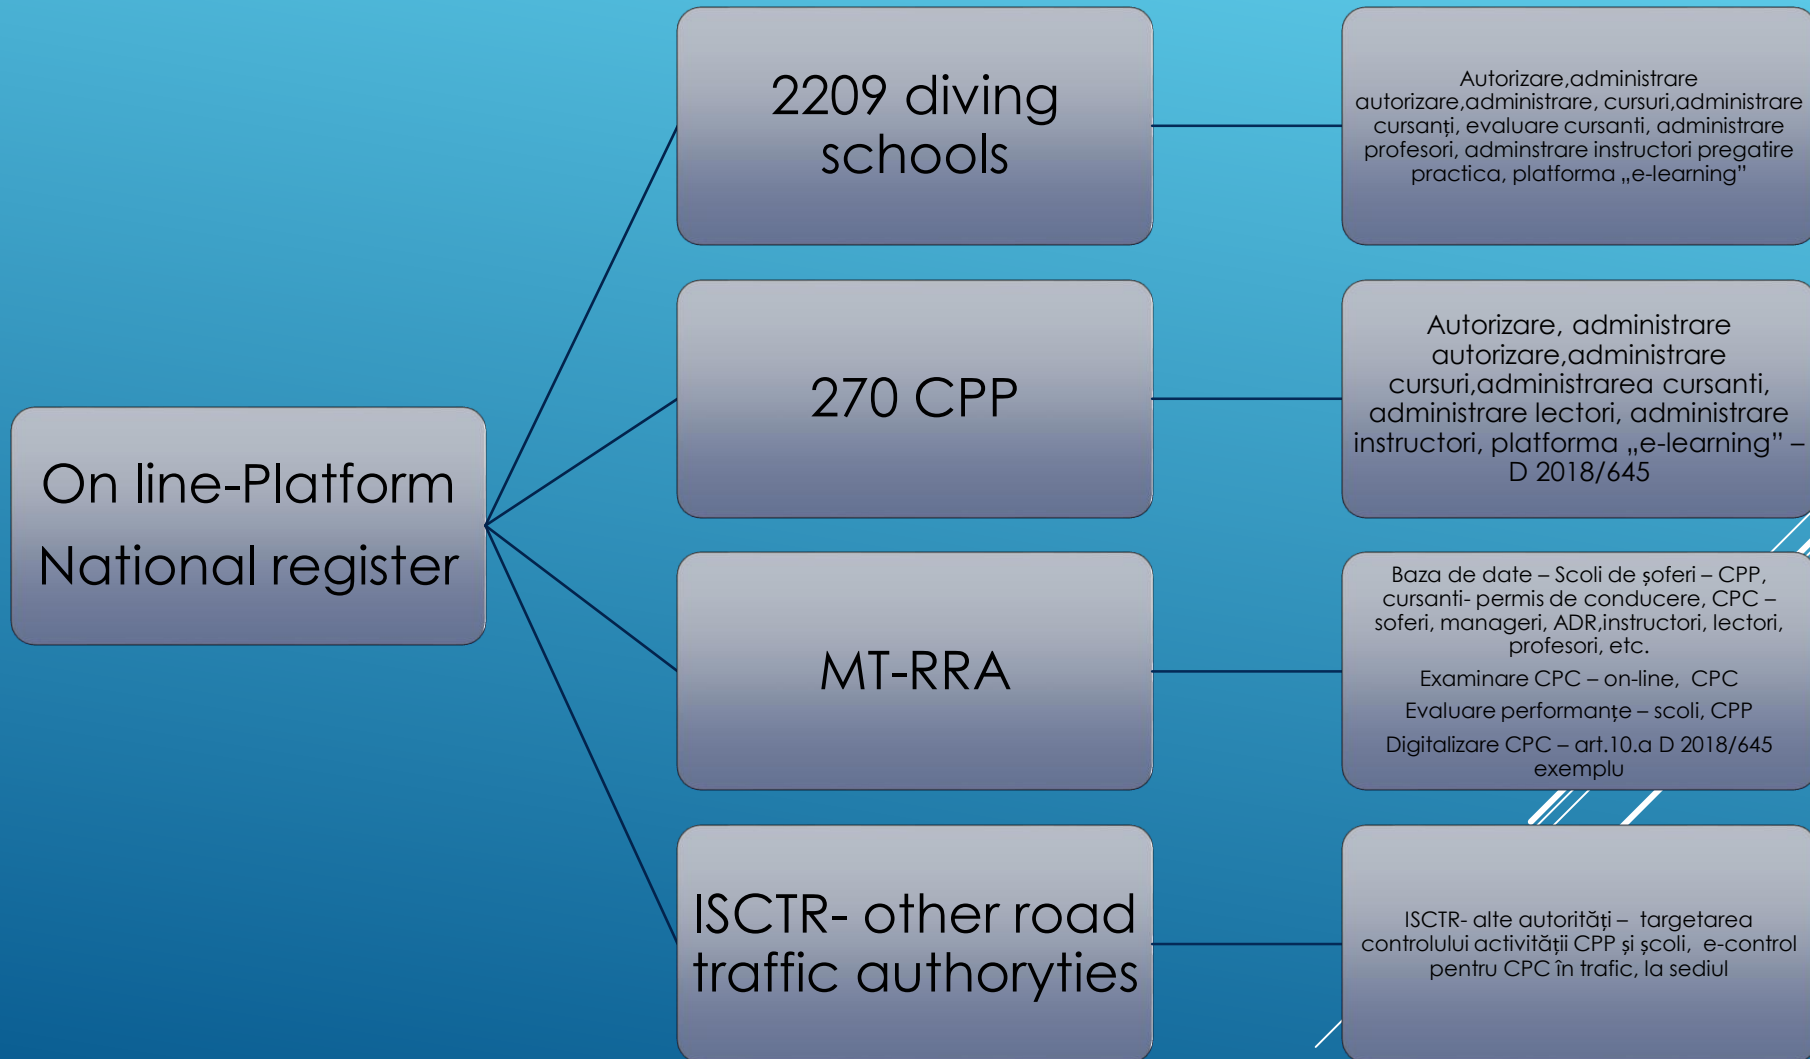 On line-Platform
National register
2209 diving
schools
Autorizare,administrare
autorizare,administrare, cursuri,administrare
cursanți, evaluare cursanti, administrare
profesori, adminstrare instructori pregatire
practica, platforma „e-learning”
270 CPP
Autorizare, administrare
autorizare,administrare
cursuri,administrarea cursanti,
administrare lectori, administrare
instructori, platforma „e-learning” –
D 2018/645
MT-RRA
Baza de date – Scoli de șoferi – CPP,
cursanti- permis de conducere, CPC –
soferi, manageri, ADR,instructori, lectori,
profesori, etc.
Examinare CPC – on-line, CPC
Evaluare performanțe – scoli, CPP
Digitalizare CPC – art.10.a D 2018/645
exemplu
ISCTR- other road
traffic authoryties
ISCTR- alte autorități – targetarea
controlului activității CPP și școli, e-control
pentru CPC în trafic, la sediul